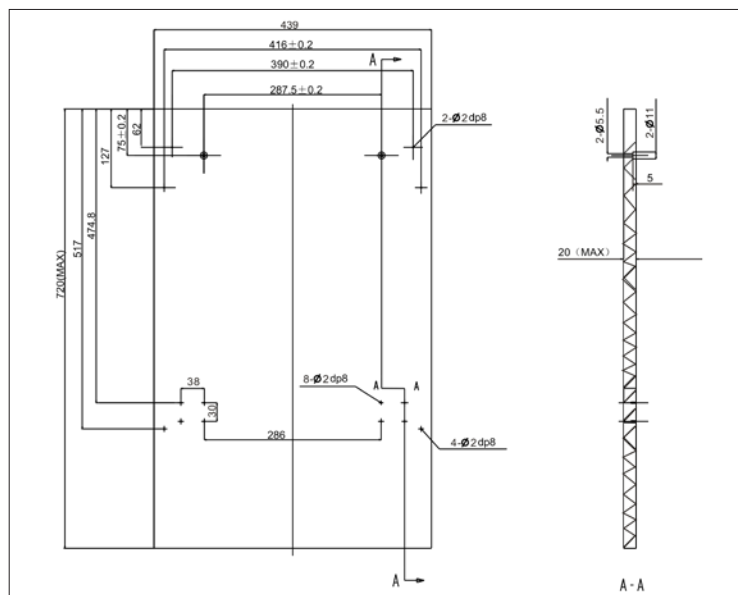 439
416±0.2
A
390±0.2
287.5±0.2
2-Ø2dp8
62
75±0.2
127
474.8
517
720(MAX)
2-Ø5.5
2-Ø11
5
20（MAX）
38
8-Ø2dp8
A
A
30
286
4-Ø2dp8
A
A-A